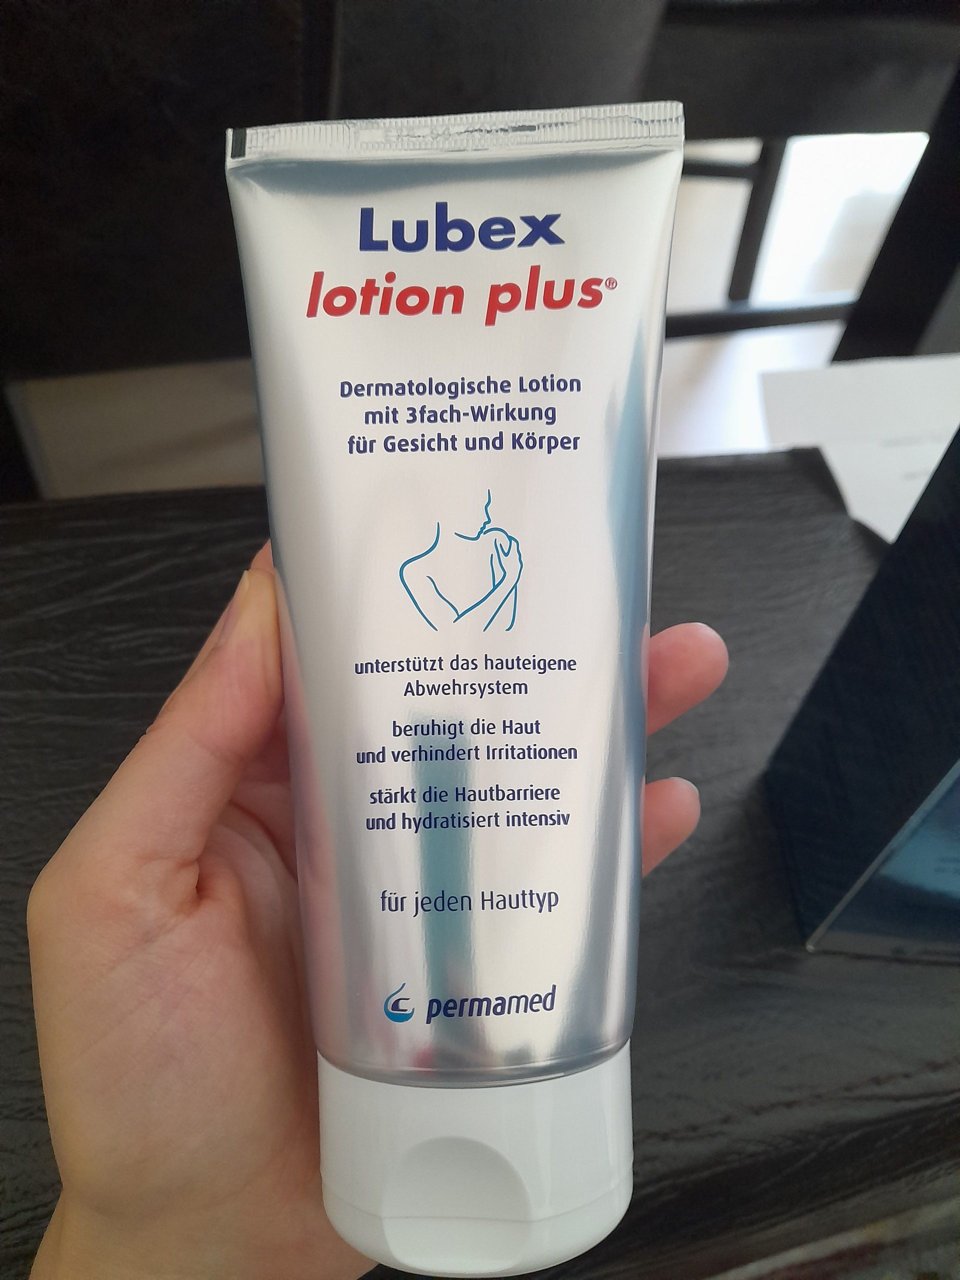 Lubex
lotion plus®
Dermatologische Lotion
mit 3fach-Wirkung
für Gesicht und Körper
unterstützt das hauteigene
Abwehrsystem
beruhigt die Haut
und verhindert Irritationen
stärkt die Hautbarriere
und hydratisiert intensiv
für jeden Hauttyp
permamed